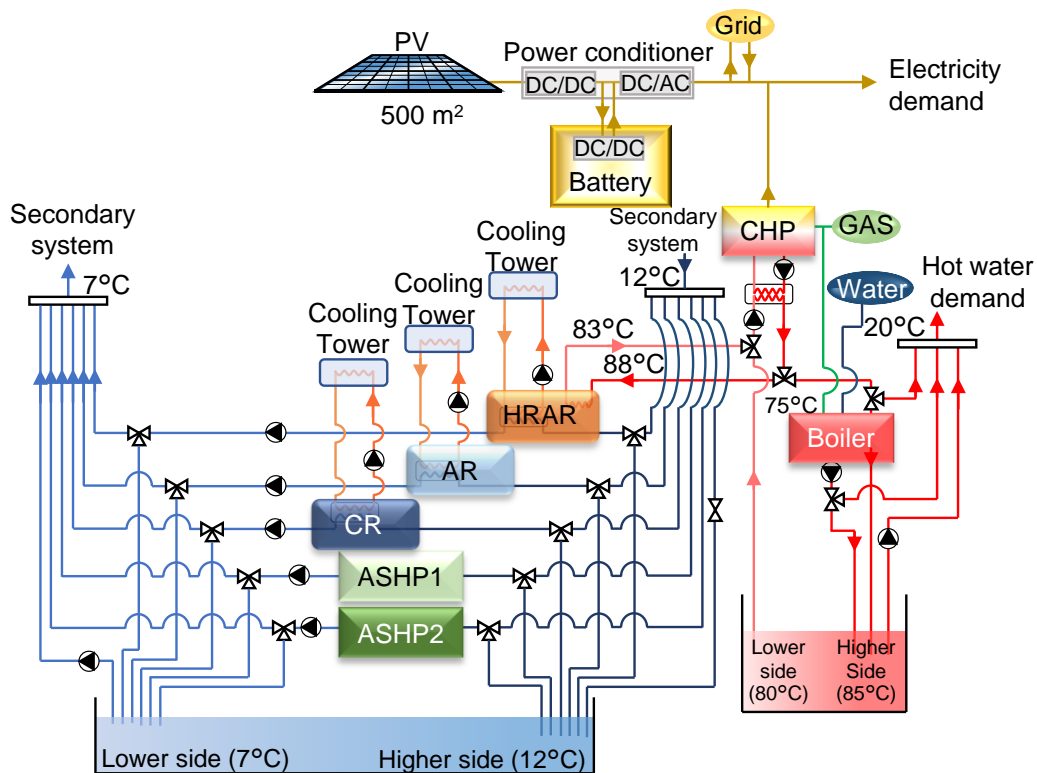 Grid
PV
Power conditioner
DC/DC
DC/AC
Electricity
demand
500 m²
DC/DC
Battery
Secondary
system
7°C
Cooling
Tower
Cooling
Tower
Cooling
Tower
Secondary
system
12°C
CHP
GAS
Water
Hot water
demand
20°C
83°C
88°C
75°C
HRAR
Boiler
AR
CR
ASHP1
ASHP2
Lower
side
(80°C)
Higher
Side
(85°C)
Lower side (7°C)
Higher side (12°C)